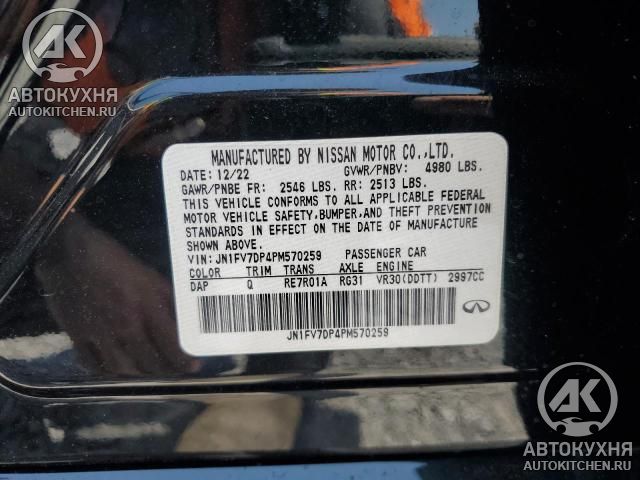 АК
АВТОКУХНЯ
AUTOKITCHEN.RU
MANUFACTURED BY NISSAN MOTOR CO.,LTD.
DATE: 12/22 GVWR/PNBV: 4980 LBS.
GAWR/PNBE FR: 2546 LBS. RR: 2513 LBS.
THIS VEHICLE CONFORMS TO ALL APPLICABLE FEDERAL
MOTOR VEHICLE SAFETY, BUMPER, AND THEFT PREVENTION
STANDARDS IN EFFECT ON THE DATE OF MANUFACTURE
SHOWN ABOVE.
VIN: JN1FV7DP4PM570259 PASSENGER CAR
COLOR TRIM TRANS AXLE ENGINE
DAP Q RE7R01A RG31 VR30(DDTT) 2997CC
JN1FV7DP4PM570259
INFINITI
АК
АВТОКУХНЯ
AUTOKITCHEN.RU